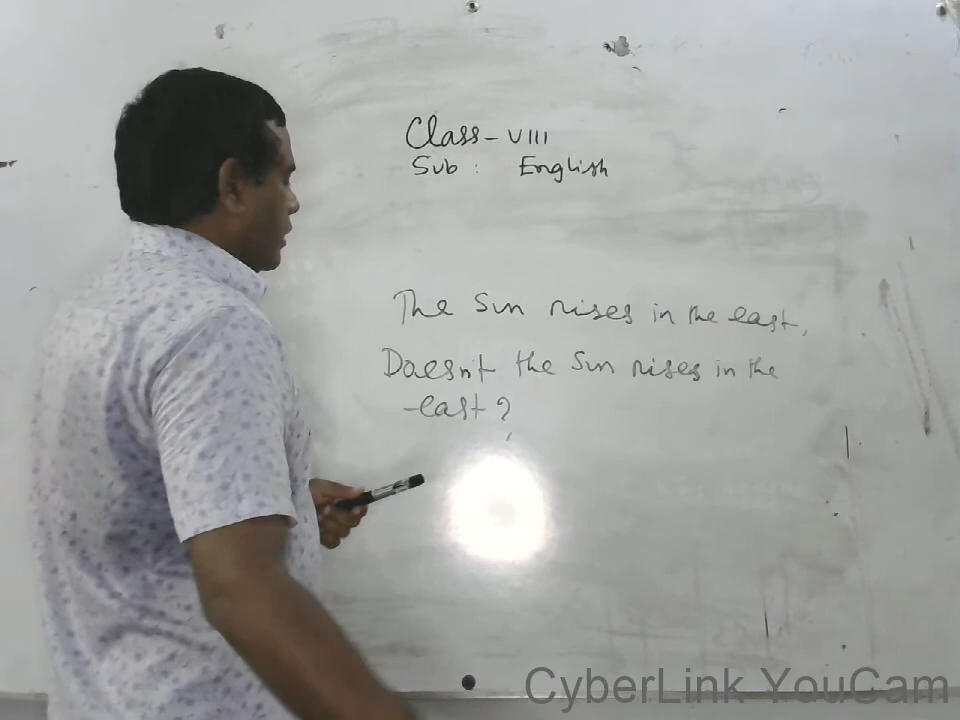 Class - VIII
Sub : English
The Sun rises in the east.
Doesn't the Sun rises in the
east?
CyberLink YouCam